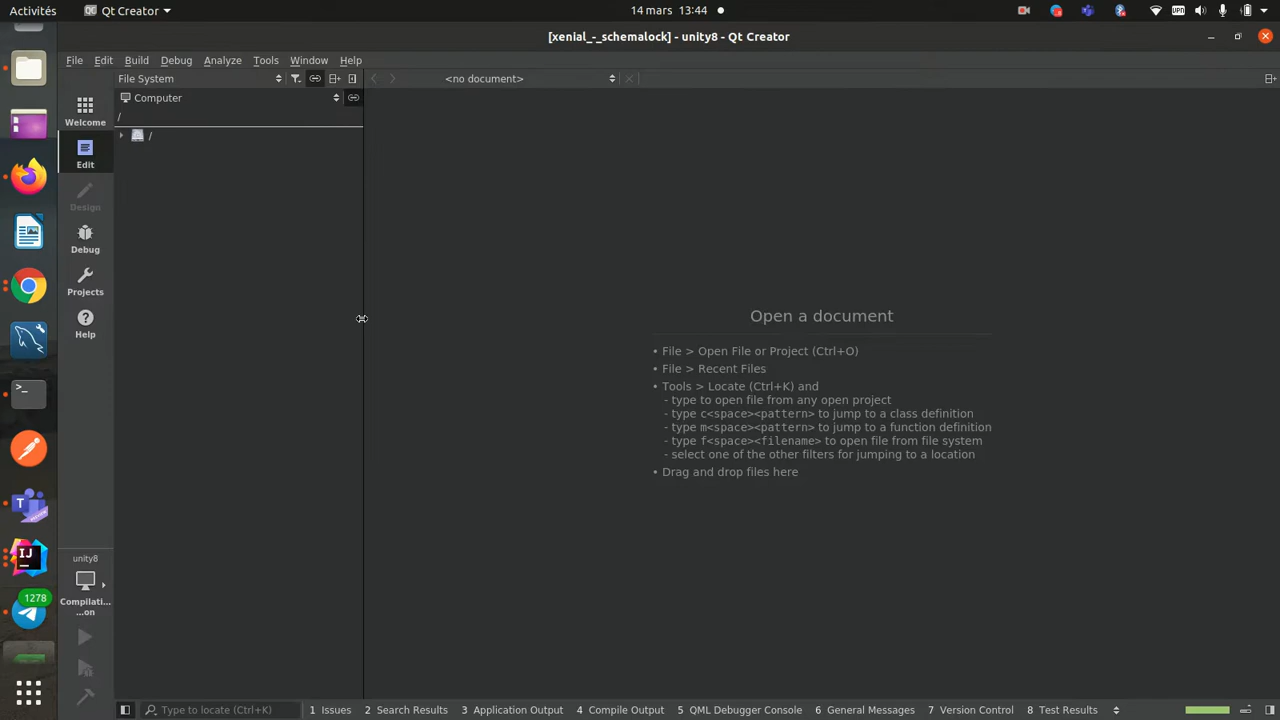 Activités
Qt Creator
14 mars 13:44
JPN
[xenial_-_schemalock] - unity8 - Qt Creator
File Edit Build Debug Analyze Tools Window Help
File System
<no document>
Computer
/
/
Welcome
Edit
Design
Debug
Projects
Help
Open a document
• File > Open File or Project (Ctrl+O)
• File > Recent Files
• Tools > Locate (Ctrl+K) and
- type to open file from any open project
- type c<space><pattern> to jump to a class definition
- type m<space><pattern> to jump to a function definition
- type f<space><filename> to open file from file system
- select one of the other filters for jumping to a location
• Drag and drop files here
IJ
1278
unity8
Compilati...
...on
Type to locate (Ctrl+K)
1 Issues 2 Search Results 3 Application Output 4 Compile Output 5 QML Debugger Console 6 General Messages 7 Version Control 8 Test Results